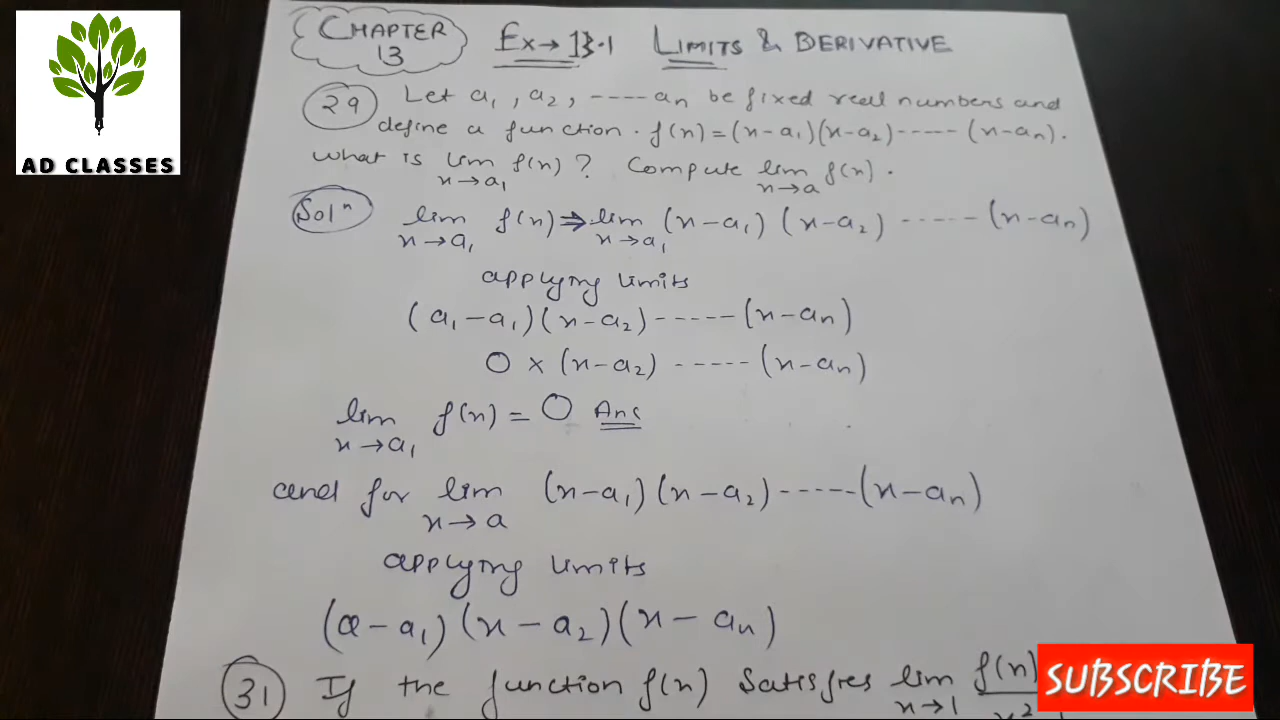 CHAPTER 13
Ex→ 13.1 LIMITS & DERIVATIVE
AD CLASSES
29 Let a₁, a₂, ----- aₙ be fixed real numbers and
define a function. f(x) = (x-a₁)(x-a₂)------ (x-aₙ).
what is lim x→a₁ f(x)? Compute lim x→a f(x).
Solⁿ lim x→a₁ f(x) ⇒ lim x→a₁ (x-a₁) (x-a₂) ------ (x-aₙ)
applying limits
(a₁-a₁)(x-a₂)------(x-aₙ)
0 × (x-a₂) ------ (x-aₙ)
lim x→a₁ f(x) = 0 Ans
and for lim x→a (x-a₁)(x-a₂)------(x-aₙ)
applying limits
(a-a₁)(x-a₂)(x-aₙ)
31 If the function f(x) satisfies lim x→1 f(x)
SUBSCRIBE